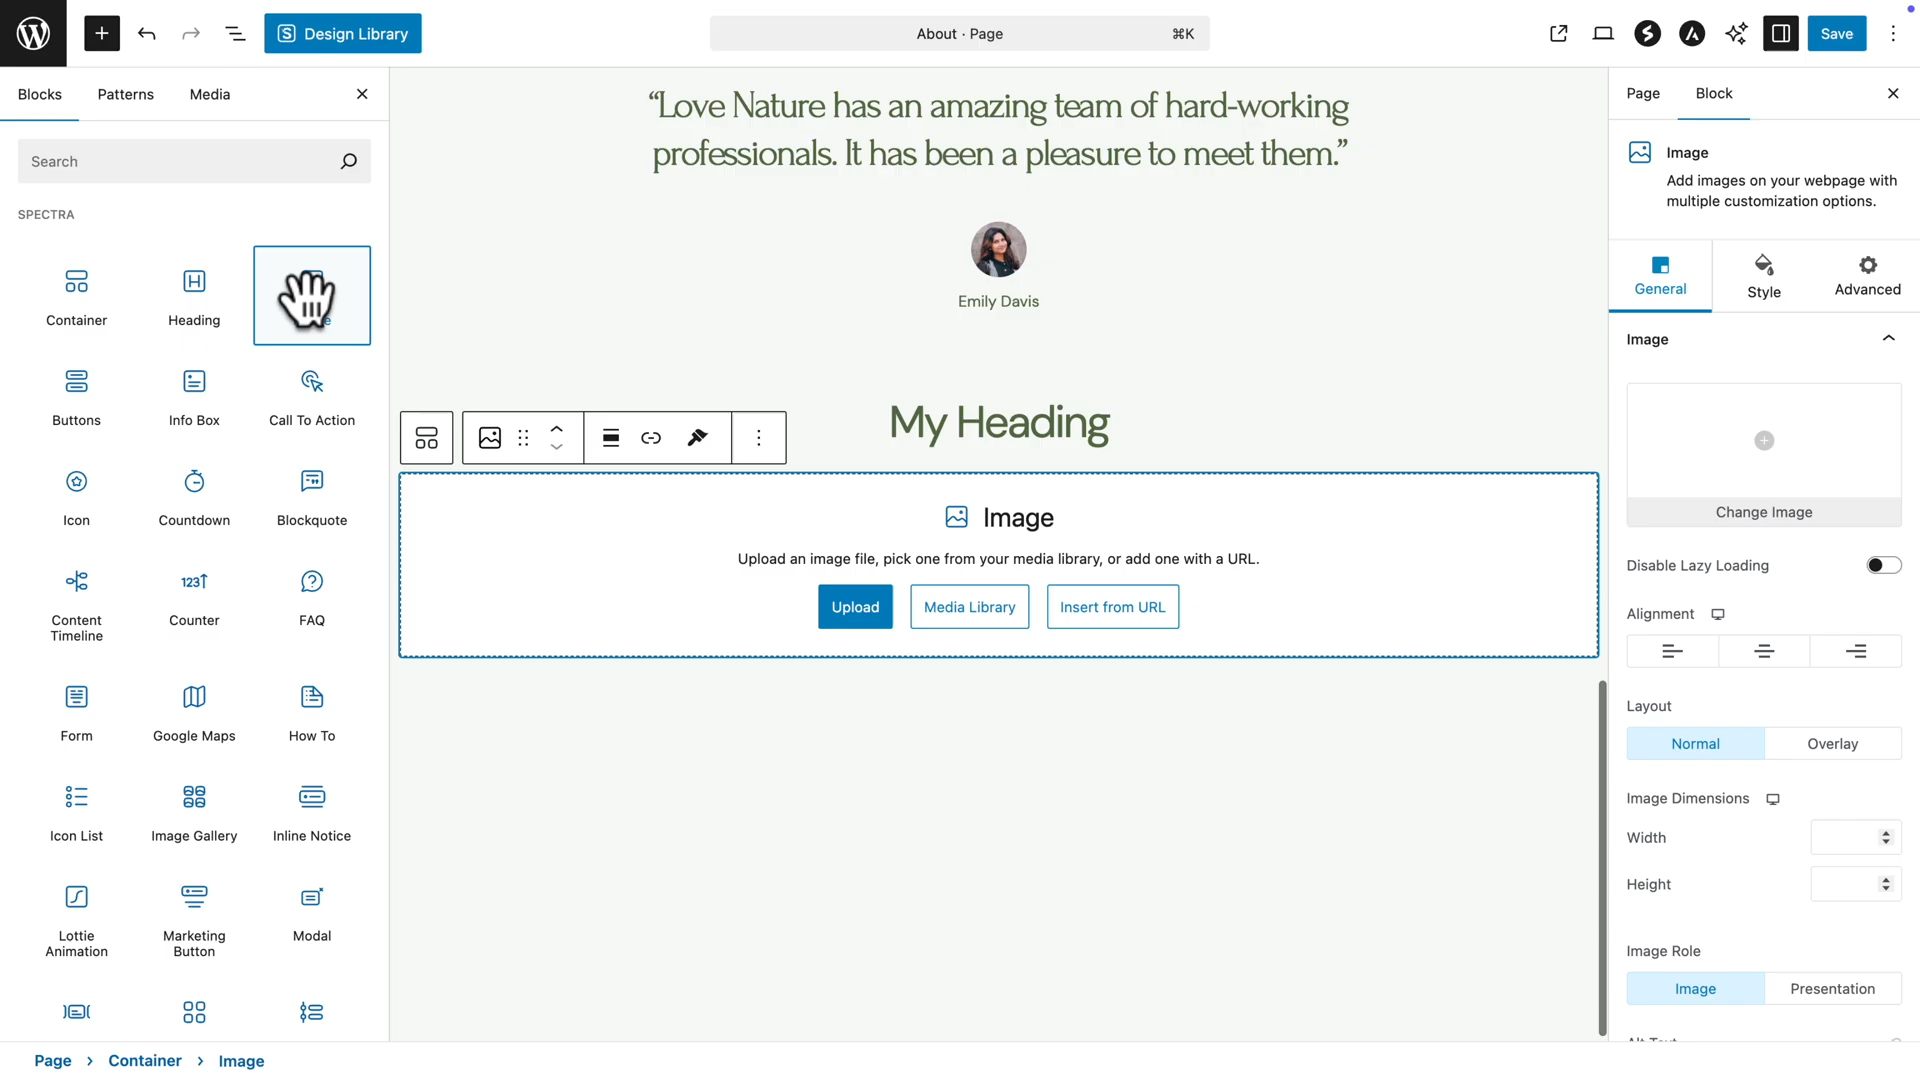 Design Library
About · Page
⌘K
Save
Blocks
Patterns
Media
Search
SPECTRA
Container
Heading
Buttons
Info Box
Call To Action
Icon
Countdown
Blockquote
Content
Timeline
Counter
FAQ
Form
Google Maps
How To
Icon List
Image Gallery
Inline Notice
Lottie
Animation
Marketing
Button
Modal
“Love Nature has an amazing team of hard-working
professionals. It has been a pleasure to meet them.”
Emily Davis
My Heading
Image
Upload an image file, pick one from your media library, or add one with a URL.
Upload
Media Library
Insert from URL
Page
Block
Image
Add images on your webpage with
multiple customization options.
General
Style
Advanced
Image
Change Image
Disable Lazy Loading
Alignment
Layout
Normal
Overlay
Image Dimensions
Width
Height
Image Role
Image
Presentation
Page › Container › Image